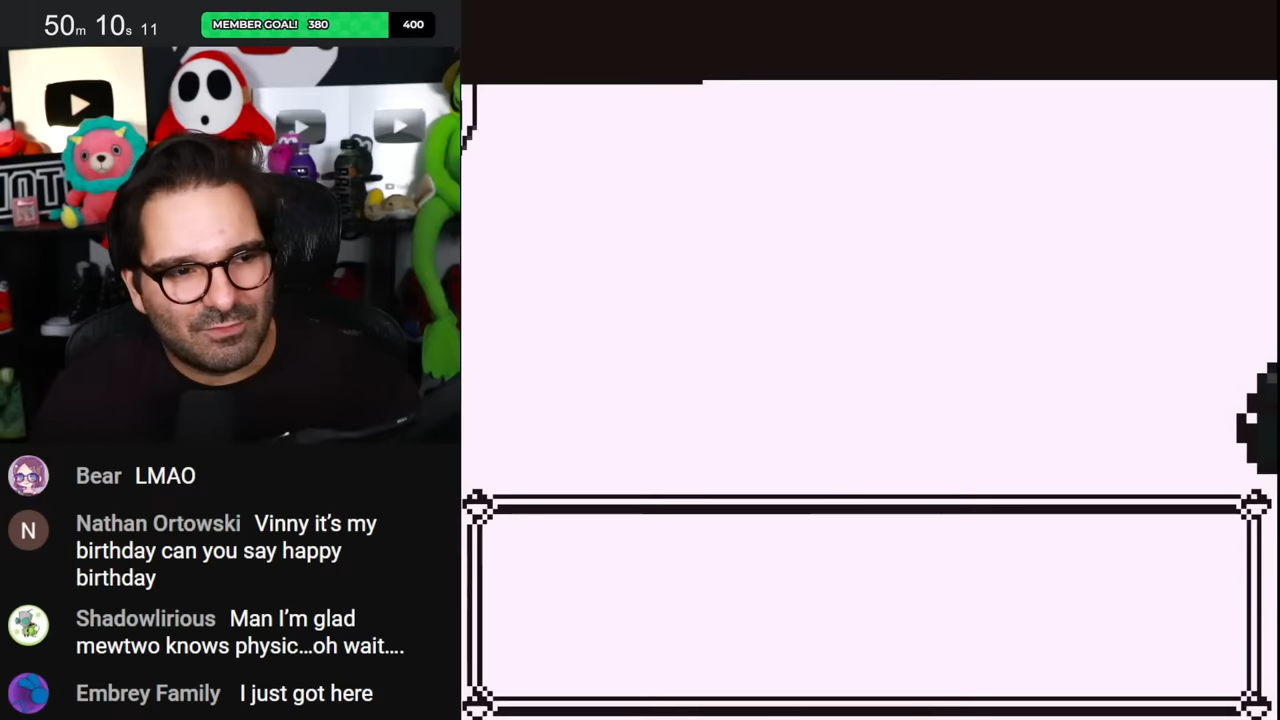 50m 10s 11
MEMBER GOAL! 380
400
Bear LMAO
Nathan Ortowski Vinny it's my
birthday can you say happy
birthday
Shadowlirious Man I'm glad
mewtwo knows physic...oh wait....
Embrey Family I just got here
N